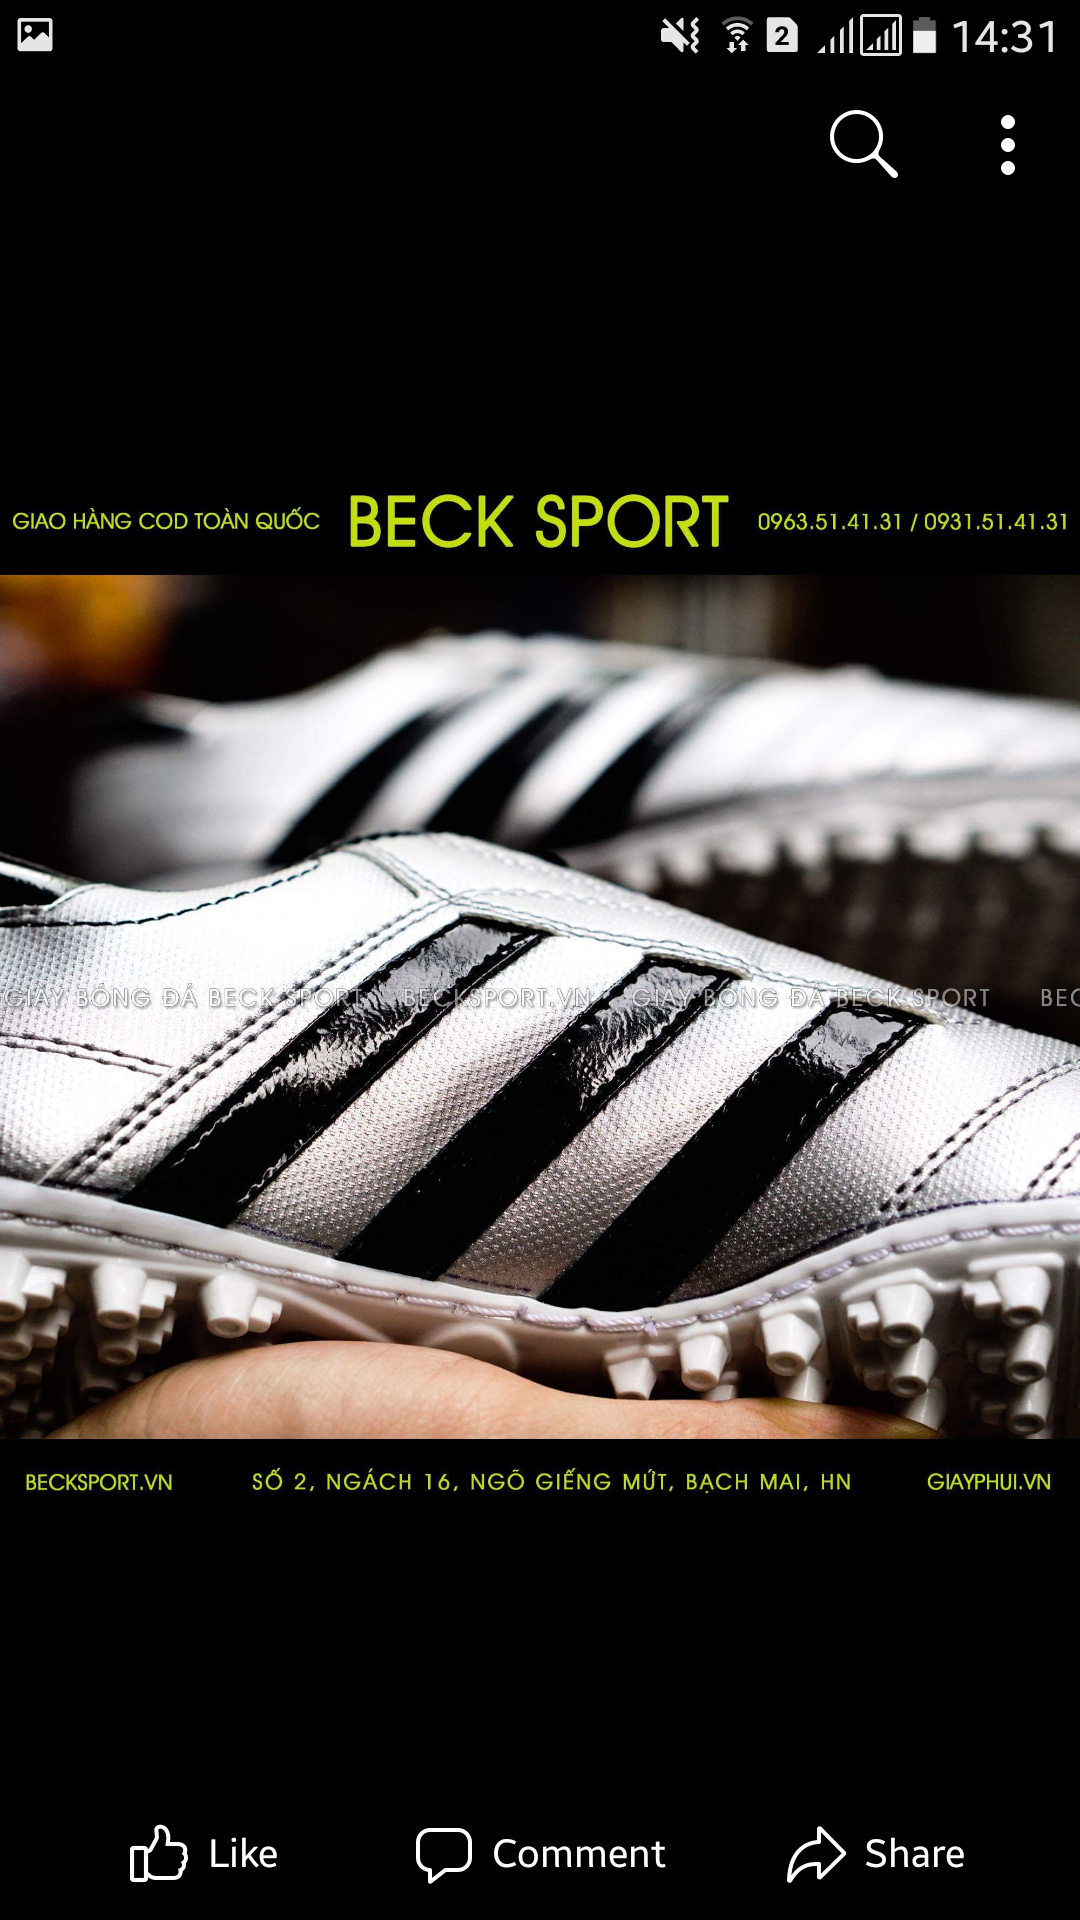 2 14:31
GIAO HÀNG COD TOÀN QUỐC BECK SPORT 0963.51.41.31 / 0931.51.41.31
GIAY BÓNG ĐÁ BECK SPORT BECKSPORT.VN GIAY BÓNG ĐÁ BECK SPORT BEC
BECKSPORT.VN SỐ 2, NGÁCH 16, NGÕ GIẾNG MỨT, BẠCH MAI, HN GIAYPHUI.VN
Like Comment Share